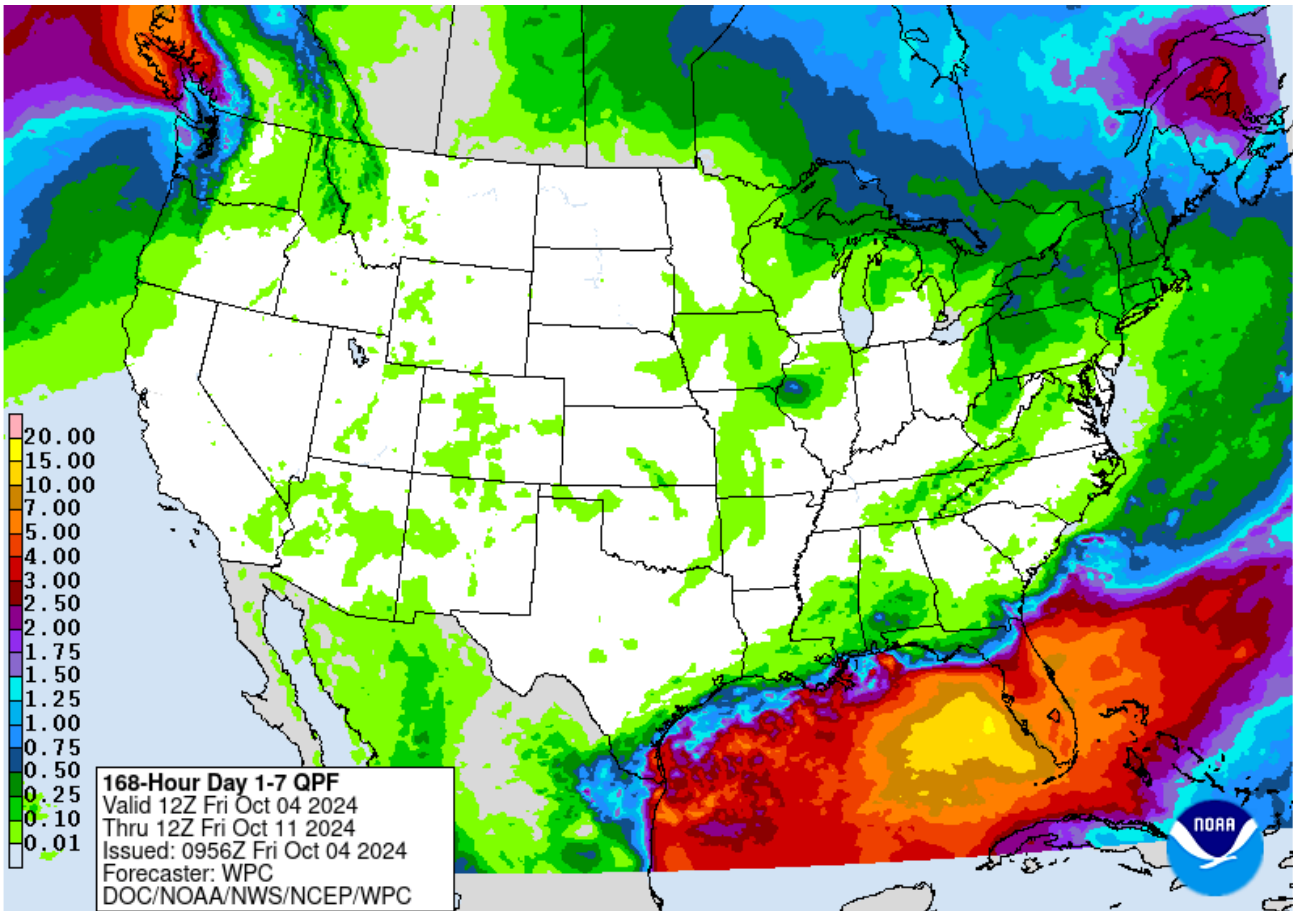 20.00
15.00
10.00
7.00
5.00
4.00
3.00
2.50
2.00
1.75
1.50
1.25
1.00
0.75
0.50
0.25
0.10
0.01
168-Hour Day 1-7 QPF
Valid 12Z Fri Oct 04 2024
Thru 12Z Fri Oct 11 2024
Issued: 0956Z Fri Oct 04 2024
Forecaster: WPC
DOC/NOAA/NWS/NCEP/WPC
NOAA